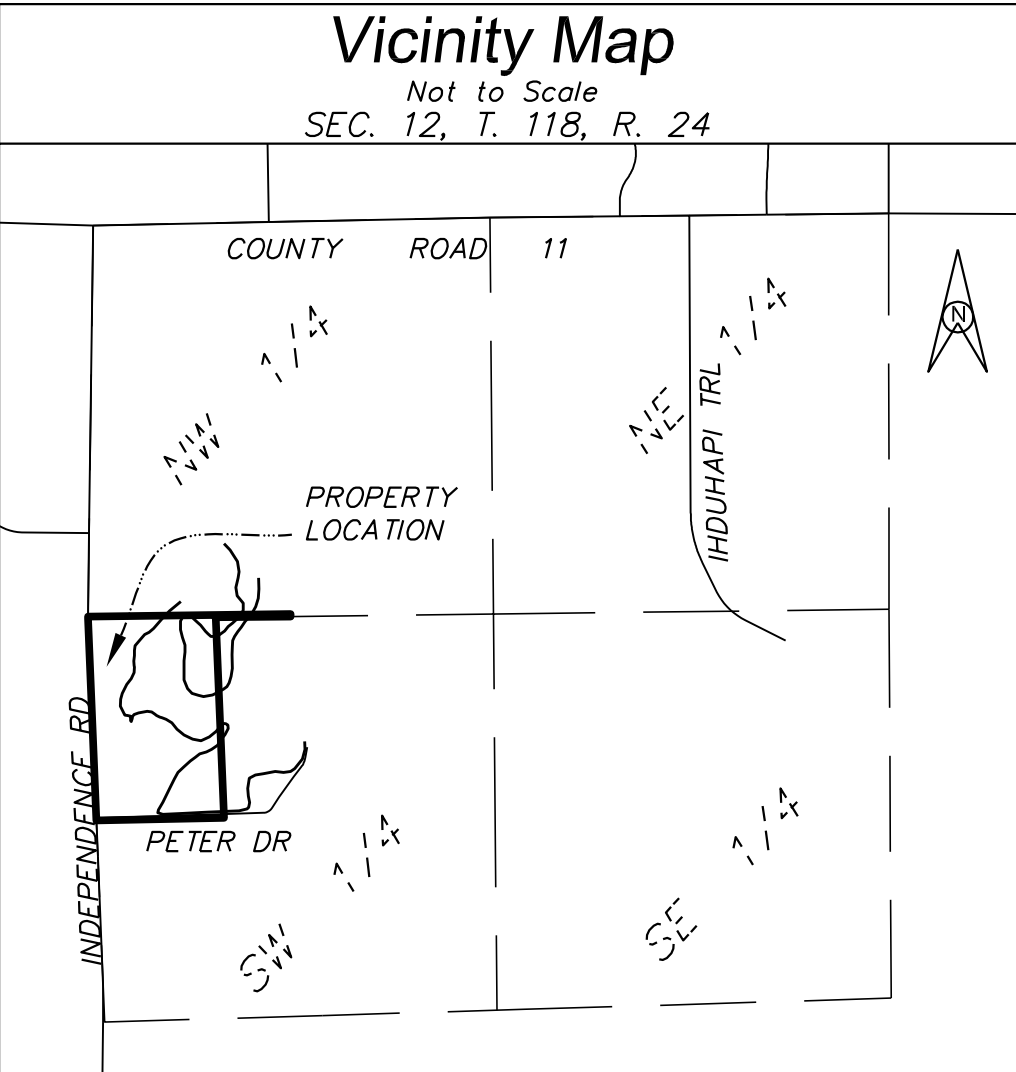 Vicinity Map
Not to Scale
SEC. 12, T. 118, R. 24
COUNTY ROAD 11
N
NW 1/4
NE 1/4
IHDUHAPI TRL
PROPERTY
LOCATION
INDEPENDENCE RD
PETER DR
SW 1/4
SE 1/4